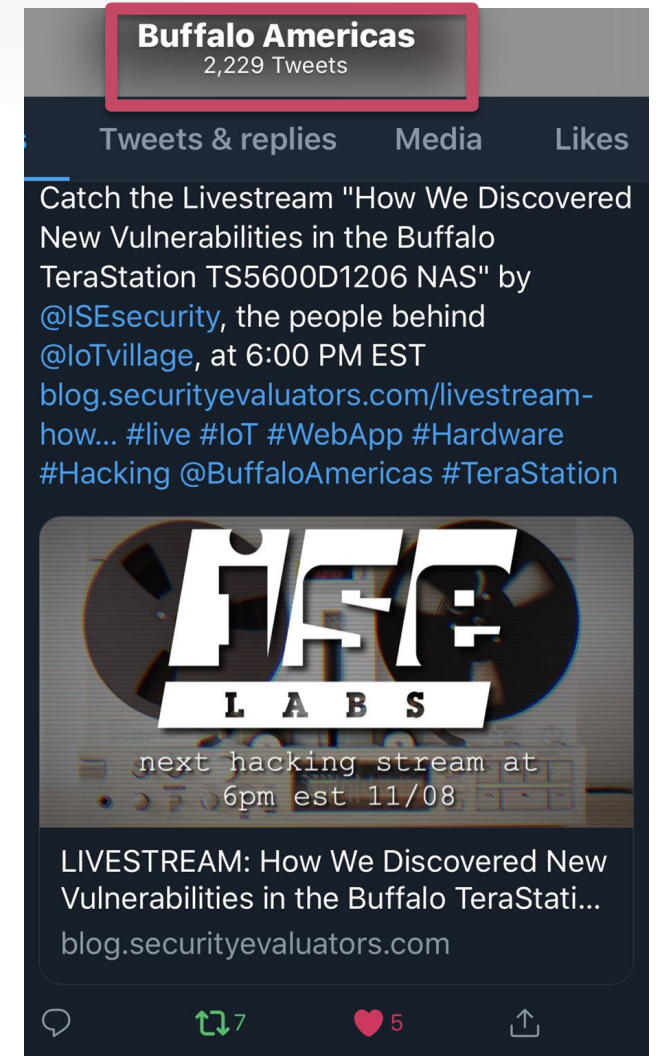 Buffalo Americas
2,229 Tweets
Tweets & replies Media Likes
Catch the Livestream "How We Discovered
New Vulnerabilities in the Buffalo
TeraStation TS5600D1206 NAS" by
@ISEsecurity, the people behind
@IoTvillage, at 6:00 PM EST
blog.securityevaluators.com/livestream-
how... #live #IoT #WebApp #Hardware
#Hacking @BuffaloAmericas #TeraStation
ISE
LABS
next hacking stream at
6pm est 11/08
LIVESTREAM: How We Discovered New
Vulnerabilities in the Buffalo TeraStati...
blog.securityevaluators.com
7 5